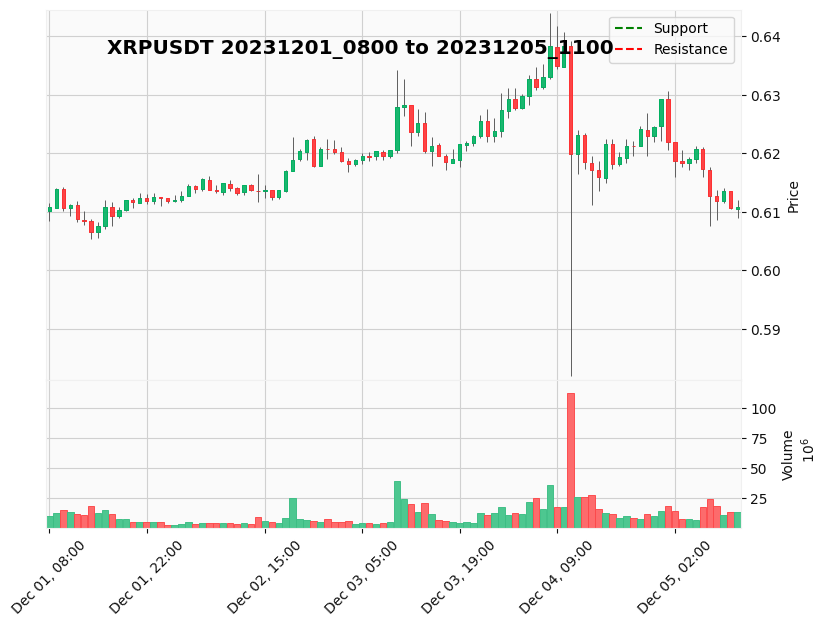 XRPUSDT 20231201_0800 to 20231205_1100
Support
Resistance
0.64
0.63
0.62
0.61
0.60
0.59
Price
100
75
50
25
Volume
10^6
Dec 01, 08:00
Dec 01, 22:00
Dec 02, 15:00
Dec 03, 05:00
Dec 03, 19:00
Dec 04, 09:00
Dec 05, 02:00